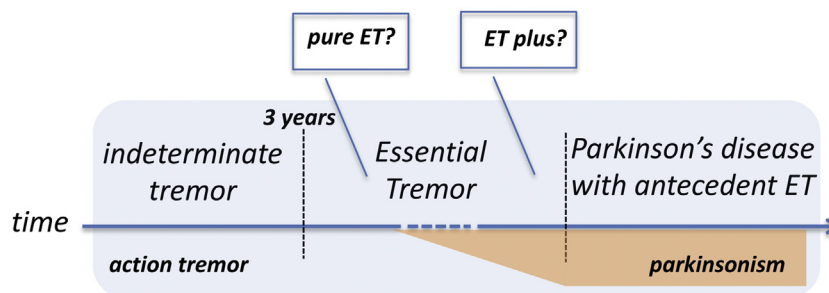 pure ET?
ET plus?
3 years
indeterminate
tremor
Essential
Tremor
Parkinson's disease
with antecedent ET
time
action tremor
parkinsonism